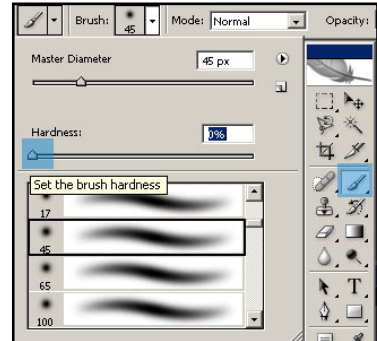 Brush: 45 Mode: Normal Opacity:
Master Diameter 45 px
Hardness: 0%
Set the brush hardness
17
45
65
100
T